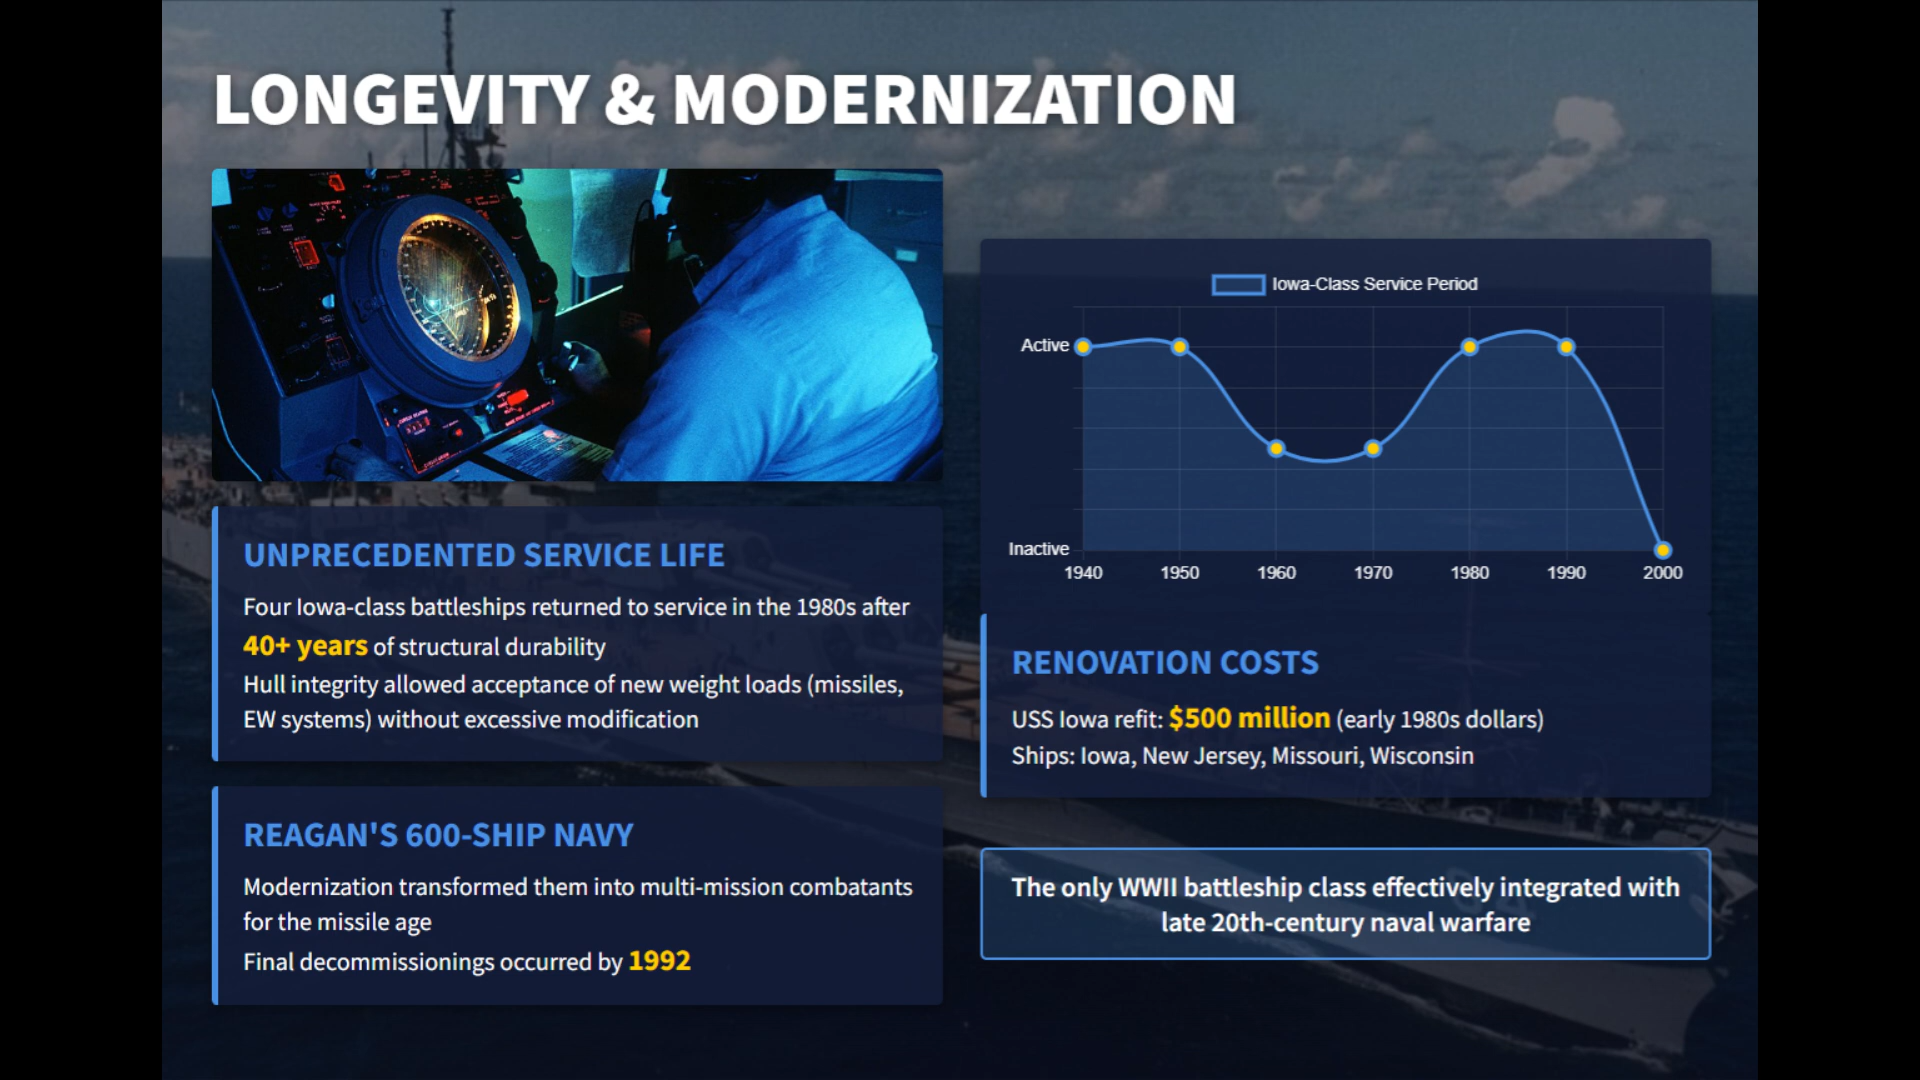 LONGEVITY & MODERNIZATION
UNPRECEDENTED SERVICE LIFE
Four Iowa-class battleships returned to service in the 1980s after
40+ years of structural durability
Hull integrity allowed acceptance of new weight loads (missiles,
EW systems) without excessive modification
REAGAN'S 600-SHIP NAVY
Modernization transformed them into multi-mission combatants
for the missile age
Final decommissionings occurred by 1992
Iowa-Class Service Period
Active
Inactive
1940 1950 1960 1970 1980 1990 2000
RENOVATION COSTS
USS Iowa refit: $500 million (early 1980s dollars)
Ships: Iowa, New Jersey, Missouri, Wisconsin
The only WWII battleship class effectively integrated with
late 20th-century naval warfare